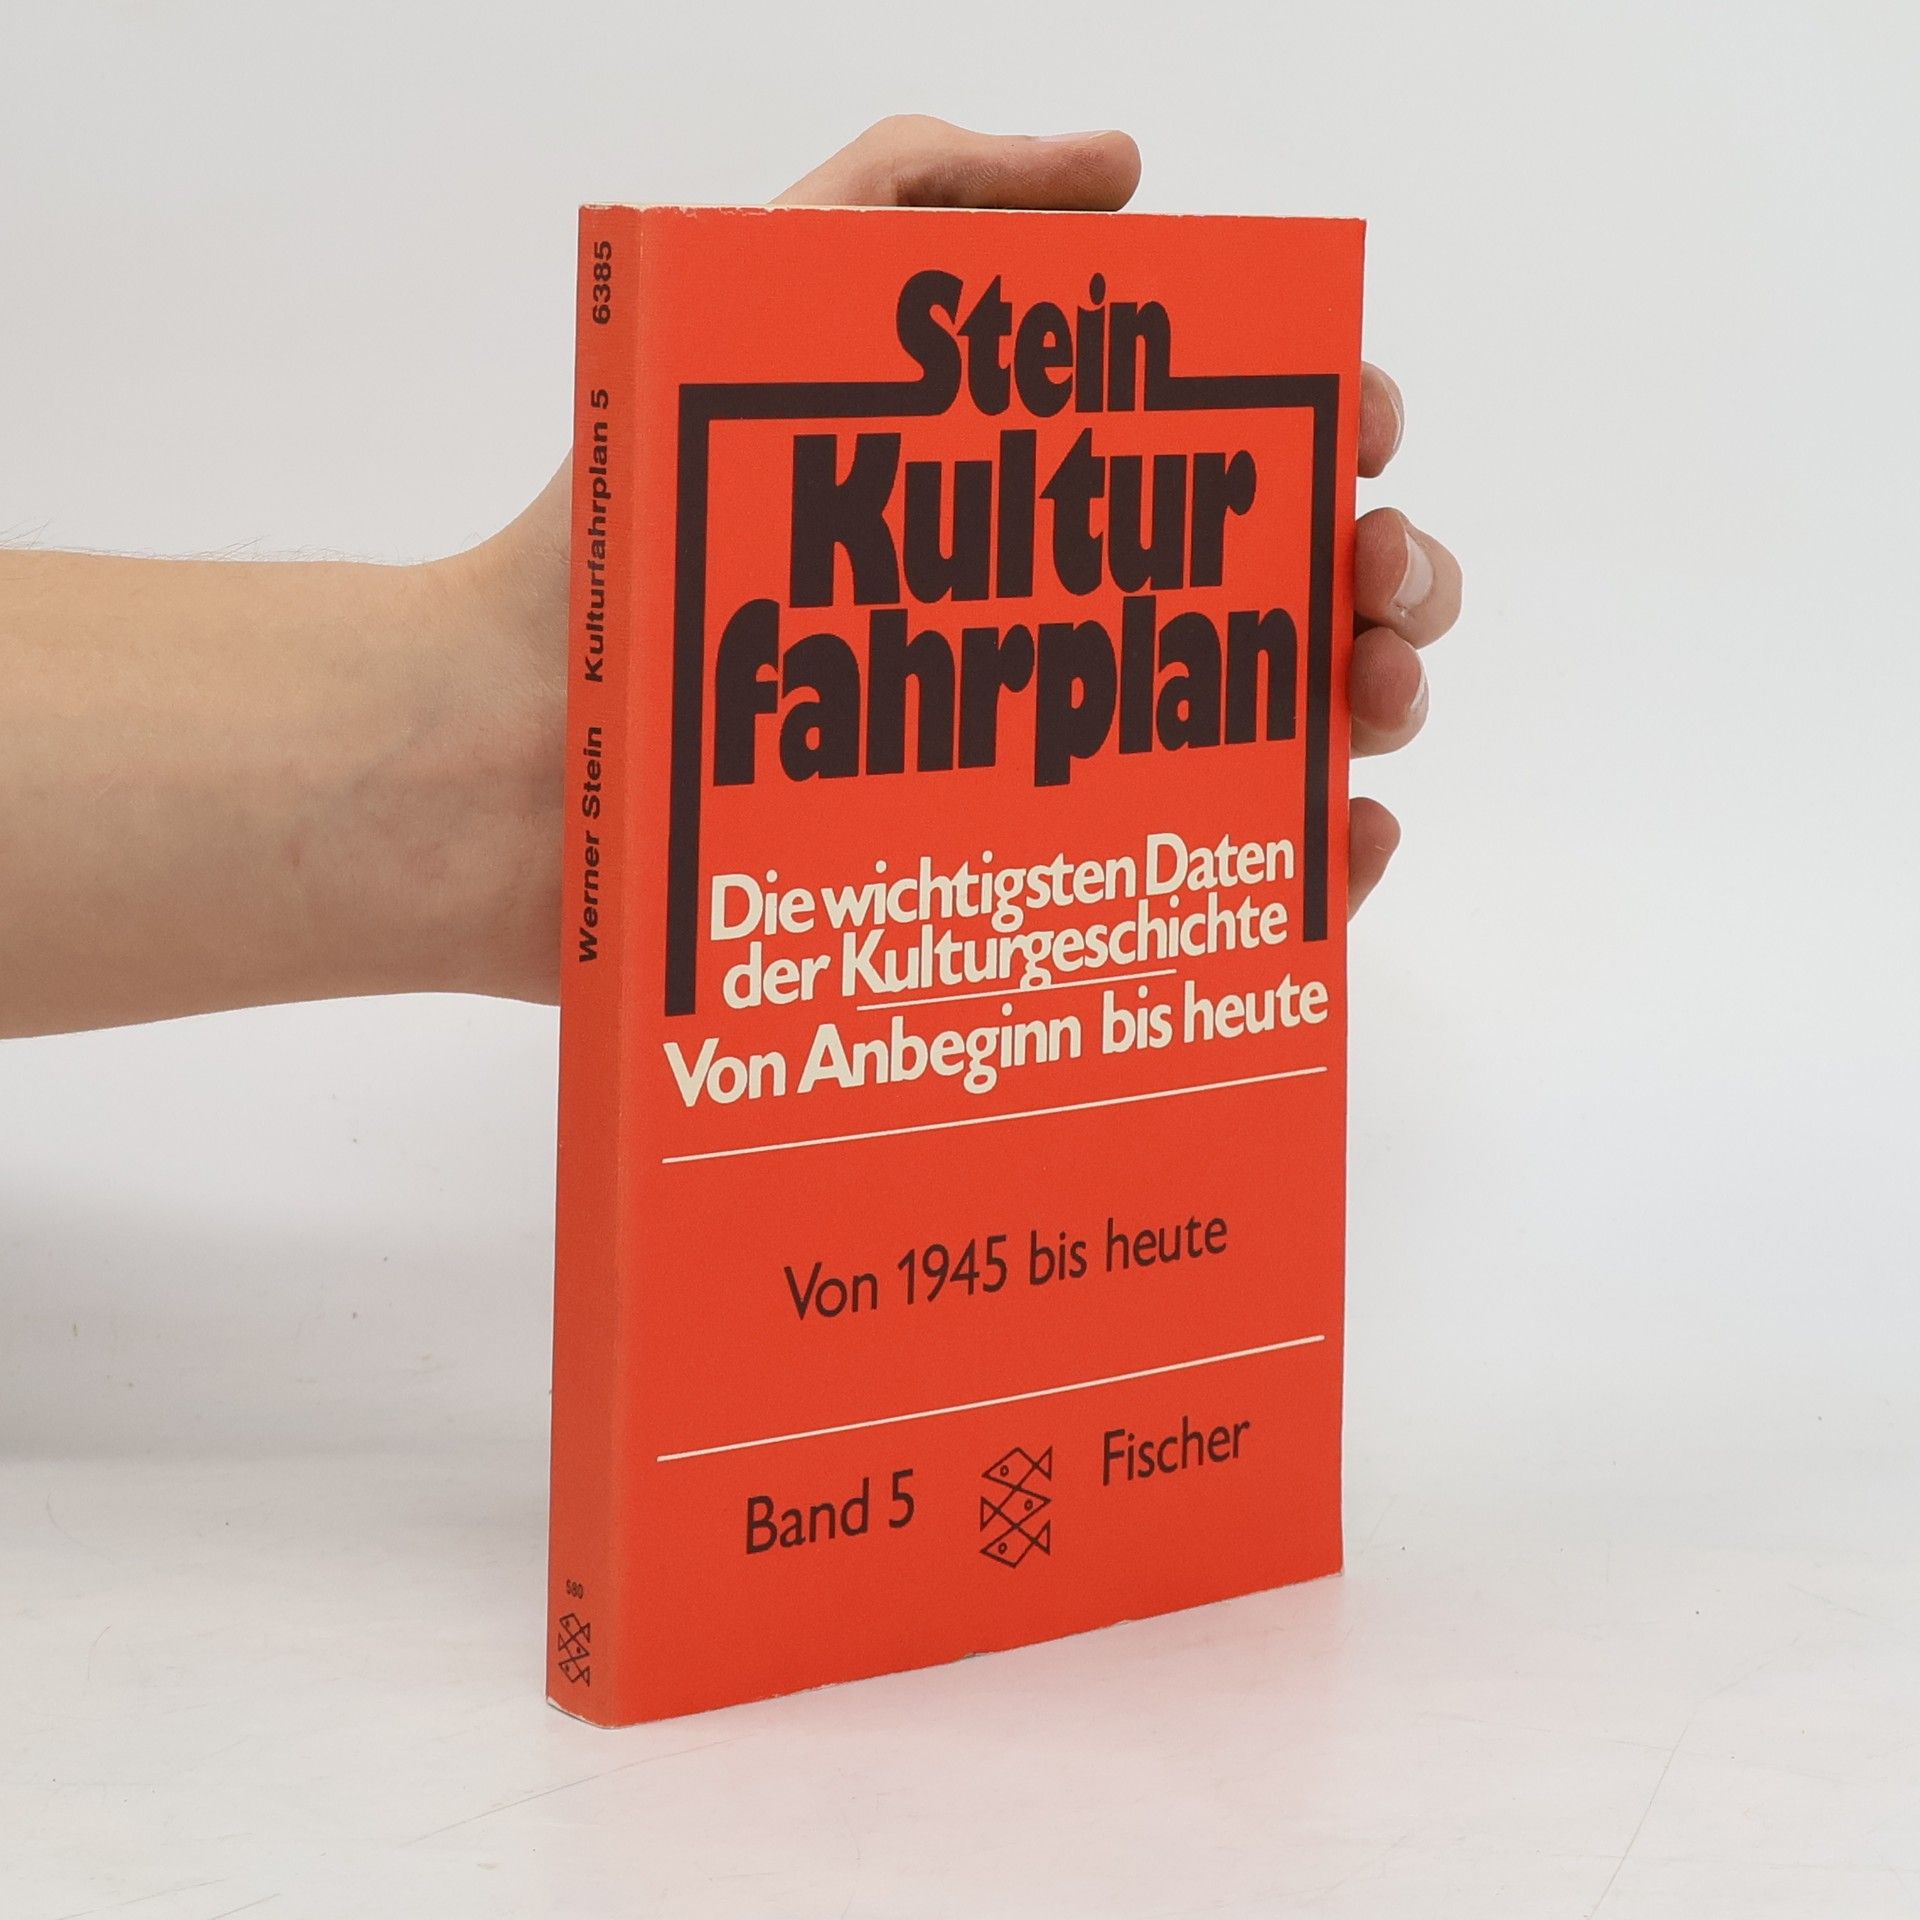 Stein
Kultur
fahrplan
Die wichtigsten Daten
der Kulturgeschichte
Von Anbeginn bis heute
Von 1945 bis heute
Band 5
Fischer
Werner Stein Kulturfahrplan 5 6385
580